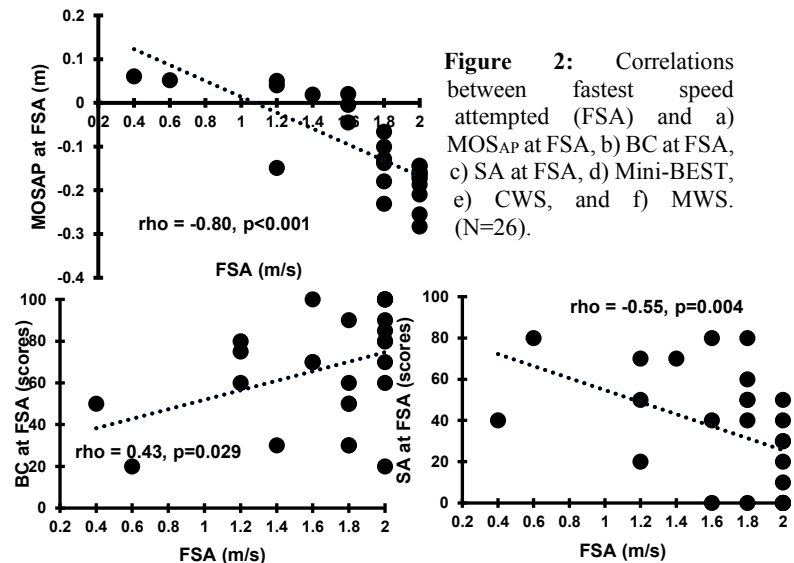 0.2
0.1
0
-0.1
-0.2
-0.3
-0.4
MOSAP at FSA (m)
0.2 0.4 0.6 0.8 1 1.2 1.4 1.6 1.8 2
rho = -0.80, p<0.001
FSA (m/s)
Figure 2: Correlations
between fastest speed
attempted (FSA) and a)
MOSAP at FSA, b) BC at FSA,
c) SA at FSA, d) Mini-BEST,
e) CWS, and f) MWS.
(N=26).
100
80
60
40
20
0
BC at FSA (scores)
rho = 0.43, p=0.029
0.2 0.4 0.6 0.8 1 1.2 1.4 1.6 1.8 2
FSA (m/s)
100
80
60
40
20
0
SA at FSA (scores)
rho = -0.55, p=0.004
0.2 0.4 0.6 0.8 1 1.2 1.4 1.6 1.8 2
FSA (m/s)